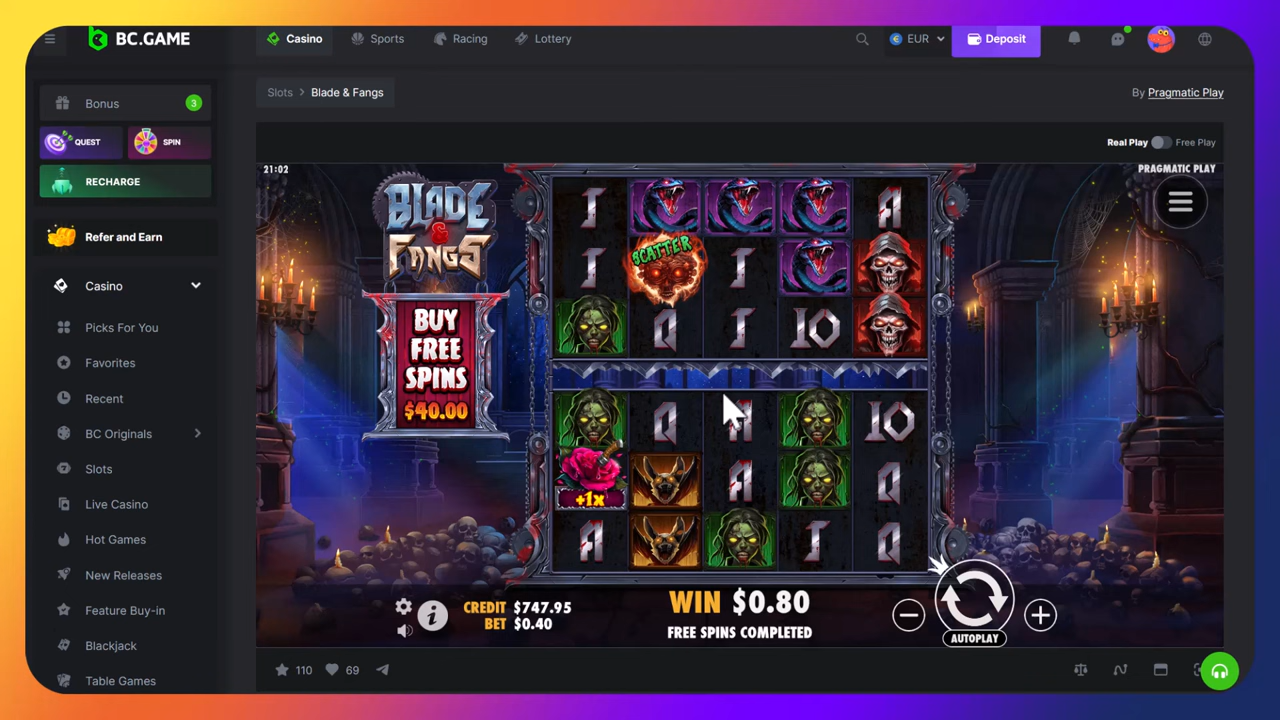 BC.GAME
Casino
Sports
Racing
Lottery
EUR
Deposit
Bonus
3
QUEST
SPIN
RECHARGE
Refer and Earn
Casino
Picks For You
Favorites
Recent
BC Originals
Slots
Live Casino
Hot Games
New Releases
Feature Buy-in
Blackjack
Table Games
Slots > Blade & Fangs
By Pragmatic Play
Real Play
Free Play
21:02
PRAGMATIC PLAY
BLADE
&
FANGS
BUY
FREE
SPINS
$40.00
J
A
J
SCATTER
J
Q
J
10
Q
A
10
+1x
A
Q
A
J
Q
CREDIT $747.95
BET $0.40
WIN $0.80
FREE SPINS COMPLETED
AUTOPLAY
110
69